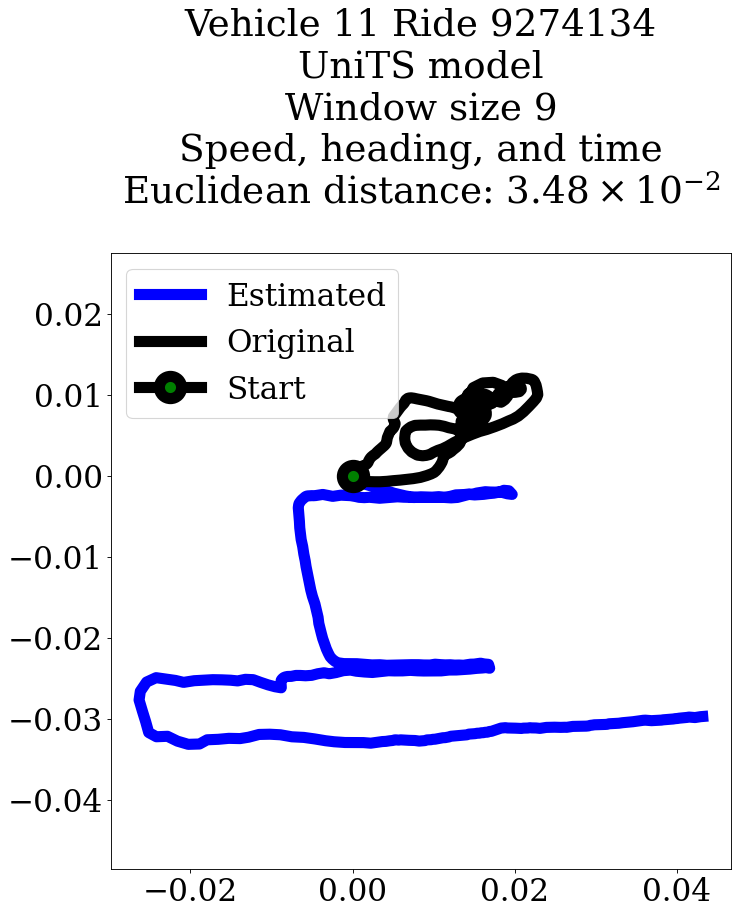 Vehicle 11 Ride 9274134
UniTS model
Window size 9
Speed, heading, and time
Euclidean distance: 3.48 × 10⁻²
Estimated
Original
Start
0.02
0.01
0.00
−0.01
−0.02
−0.03
−0.04
−0.02 0.00 0.02 0.04